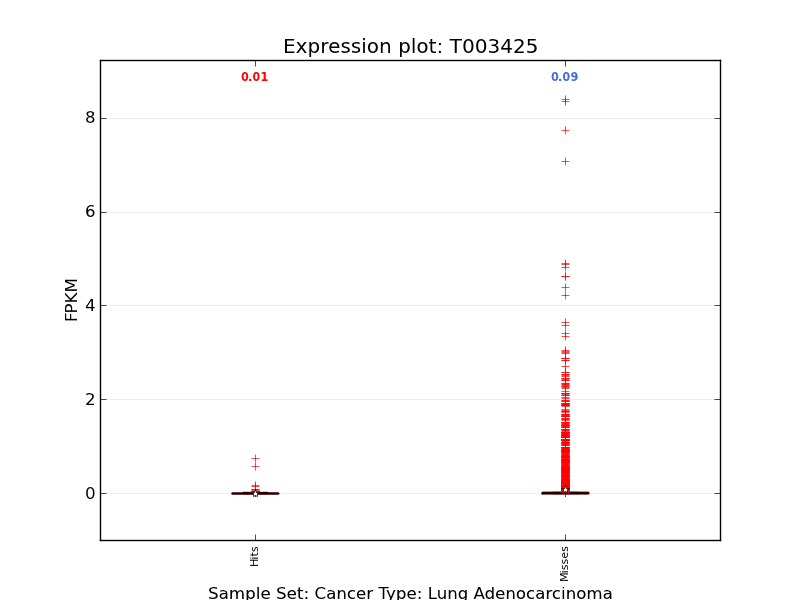 Expression plot: T003425
0.01
0.09
8
6
4
2
0
FPKM
Hits
Misses
Sample Set: Cancer Type: Lung Adenocarcinoma